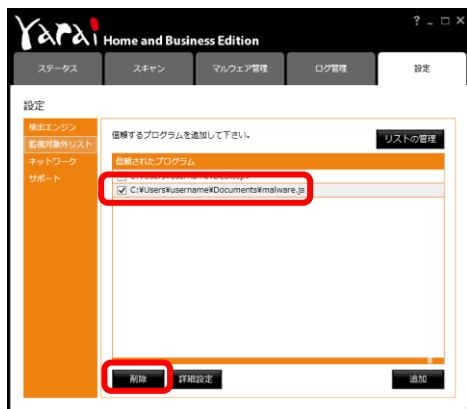 Yarai Home and Business Edition
? _ □ ×
ステータス
スキャン
マルウェア管理
ログ管理
設定
設定
検出エンジン
監視対象外リスト
ネットワーク
サポート
信頼するプログラムを追加して下さい。
リストの管理
信頼されたプログラム
C:¥Users¥username¥Documents¥malware.js
削除
詳細設定
追加